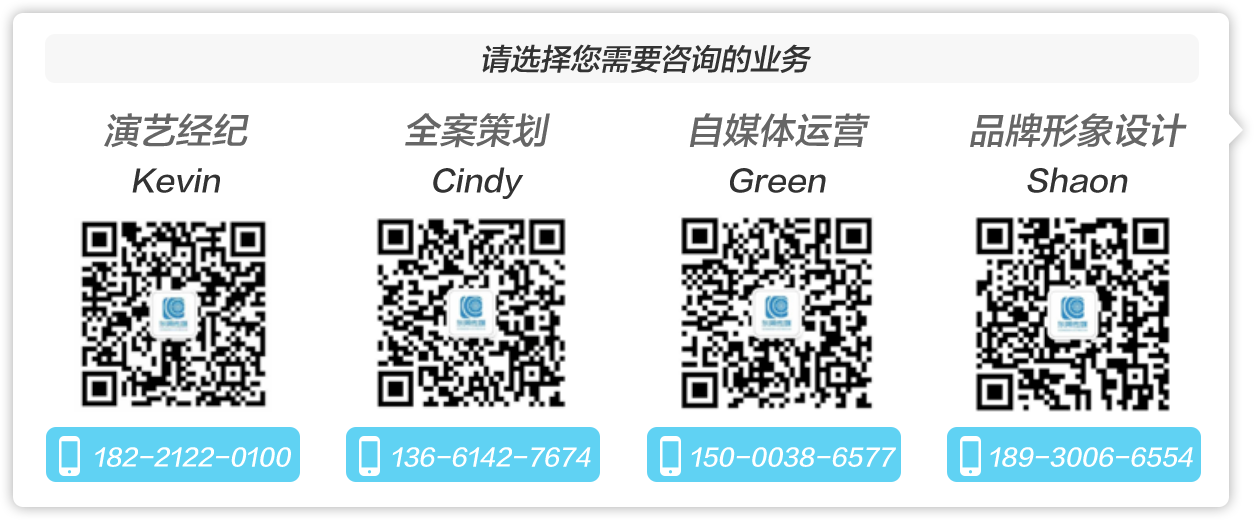 请选择您需要咨询的业务
演艺经纪
Kevin
182-2122-0100
全案策划
Cindy
136-6142-7674
自媒体运营
Green
150-0038-6577
品牌形象设计
Shaon
189-3006-6554